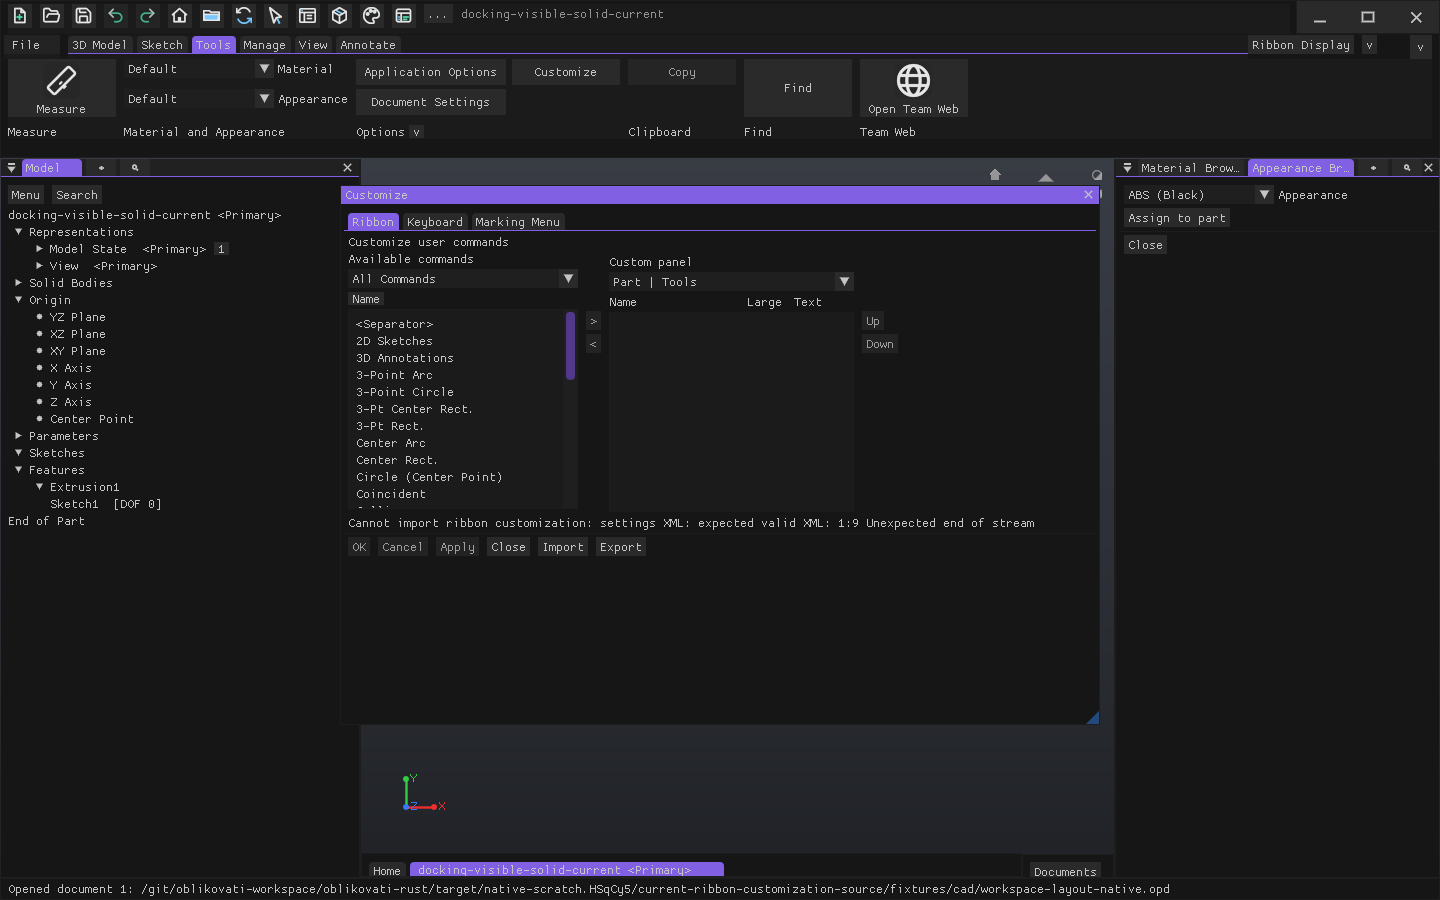 ... docking-visible-solid-current
File 3D Model Sketch Tools Manage View Annotate Ribbon Display v v
Default Material
Default Appearance
Measure
Application Options
Document Settings
Customize
Copy
Find
Open Team Web
Measure Material and Appearance Options v Clipboard Find Team Web
Model
Menu Search
docking-visible-solid-current <Primary>
Representations
Model State <Primary> 1
View <Primary>
Solid Bodies
Origin
YZ Plane
XZ Plane
XY Plane
X Axis
Y Axis
Z Axis
Center Point
Parameters
Sketches
Features
Extrusion1
Sketch1 [DOF 0]
End of Part
Customize
Ribbon Keyboard Marking Menu
Customize user commands
Available commands
All Commands
Name
<Separator>
2D Sketches
3D Annotations
3-Point Arc
3-Point Circle
3-Pt Center Rect.
3-Pt Rect.
Center Arc
Center Rect.
Circle (Center Point)
Coincident
>
<
Custom panel
Part | Tools
Name Large Text
Up
Down
Cannot import ribbon customization: settings XML: expected valid XML: 1:9 Unexpected end of stream
OK Cancel Apply Close Import Export
Material Brow… Appearance Br…
ABS (Black) Appearance
Assign to part
Close
Y
Z X
Home docking-visible-solid-current <Primary> Documents
Opened document 1: /git/oblikovati-workspace/oblikovati-rust/target/native-scratch.HSqCy5/current-ribbon-customization-source/fixtures/cad/workspace-layout-native.opd